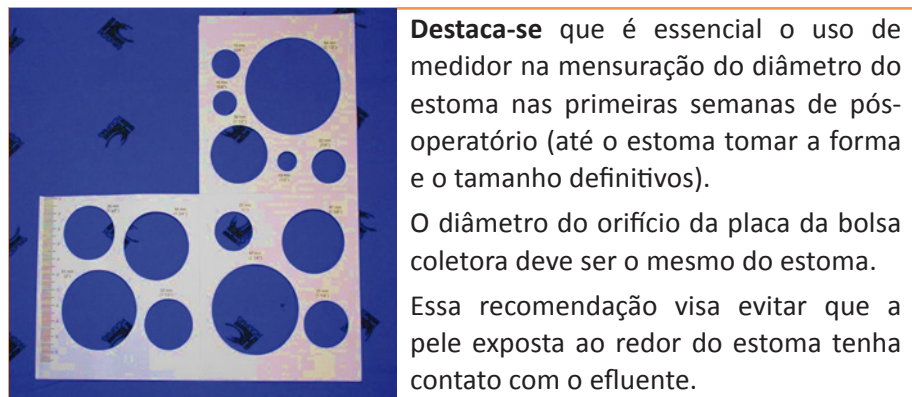 Destaca-se que é essencial o uso de
medidor na mensuração do diâmetro do
estoma nas primeiras semanas de pós-
operatório (até o estoma tomar a forma
e o tamanho definitivos).
O diâmetro do orifício da placa da bolsa
coletora deve ser o mesmo do estoma.
Essa recomendação visa evitar que a
pele exposta ao redor do estoma tenha
contato com o efluente.